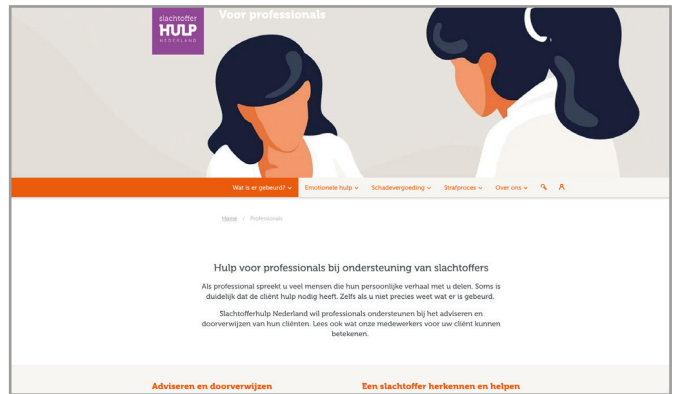 slachtoffer
HULP
NEDERLAND
Voor professionals
Wat is er gebeurd?
Emotionele hulp
Schadevergoeding
Strafproces
Over ons
Home / Professionals
Hulp voor professionals bij ondersteuning van slachtoffers
Als professional spreekt u veel mensen die hun persoonlijke verhaal met u delen. Soms is
duidelijk dat de cliënt hulp nodig heeft. Zelfs als u niet precies weet wat er is gebeurd.
Slachtofferhulp Nederland wil professionals ondersteunen bij het adviseren en
doorverwijzen van hun cliënten. Lees ook wat onze medewerkers voor uw cliënt kunnen
betekenen.
Adviseren en doorverwijzen
Een slachtoffer herkennen en helpen